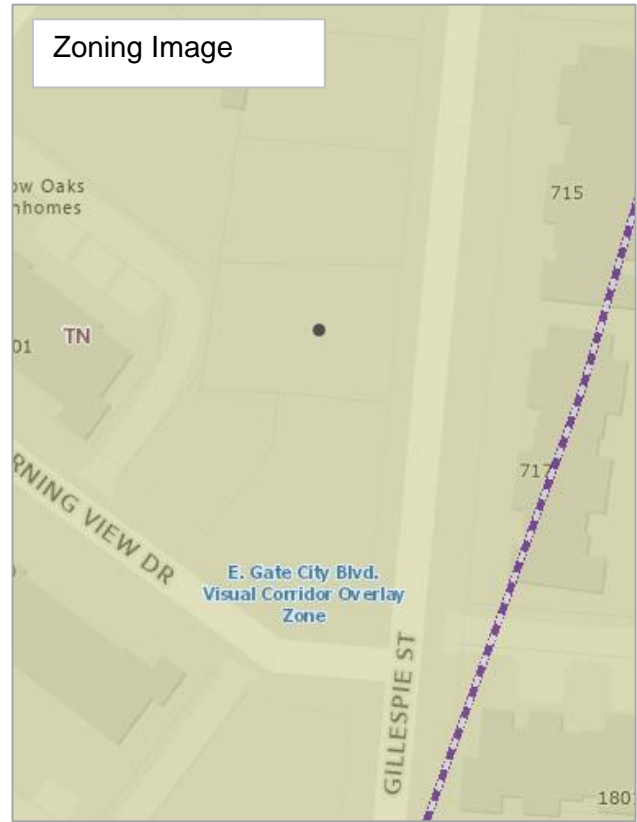 Zoning Image
ow Oaks
nhomes
715
01
TN
717
RNING VIEW DR
E. Gate City Blvd.
Visual Corridor Overlay
Zone
GILLESPIE ST
180